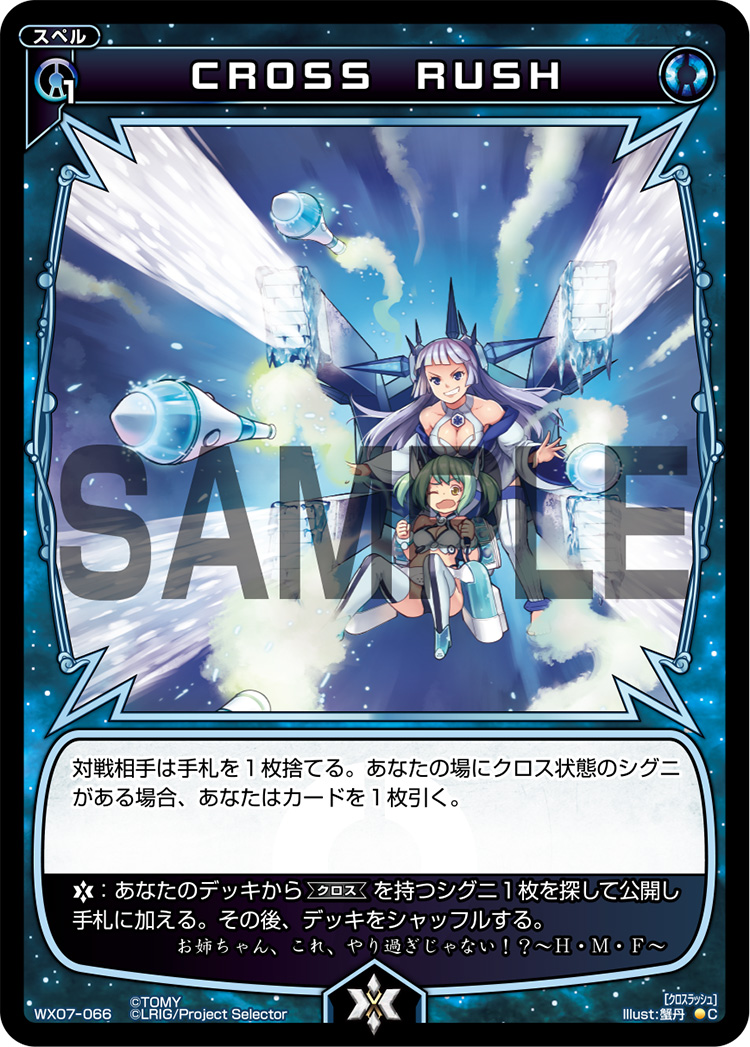 スペル
CROSS RUSH
1
SAMPLE
対戦相手は手札を1枚捨てる。あなたの場にクロス状態のシグニ
がある場合、あなたはカードを1枚引く。
:あなたのデッキから クロス を持つシグニ1枚を探して公開し
手札に加える。その後、デッキをシャッフルする。
お姉ちゃん、これ、やり過ぎじゃない!?~H・M・F~
WX07-066
©TOMY
©LRIG/Project Selector
[クロスラッシュ]
Illust:蟹丹 C